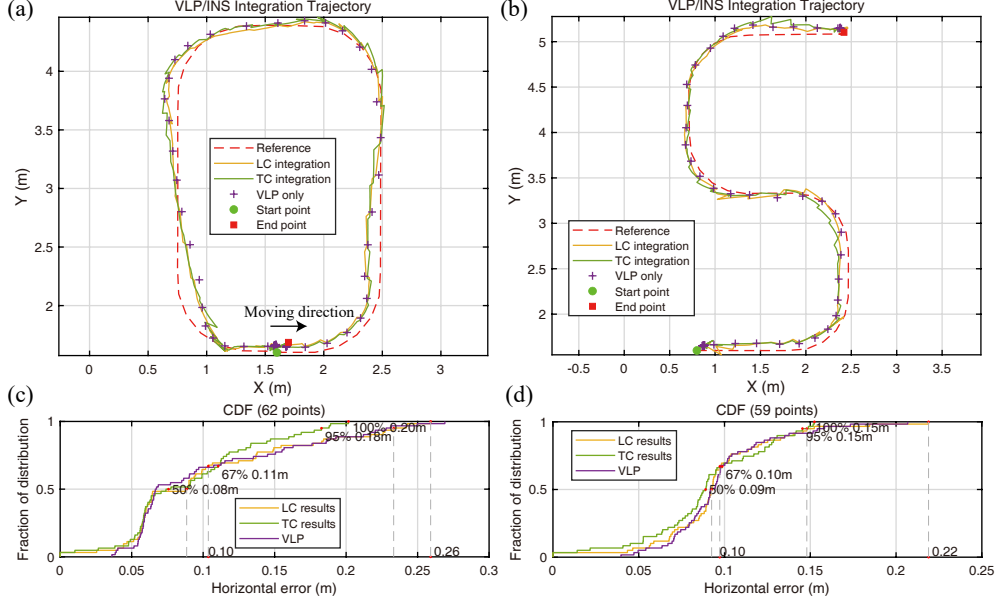 (a)
VLP/INS Integration Trajectory
Y (m)
4
3.5
3
2.5
2
Reference
LC integration
TC integration
VLP only
Start point
End point
Moving direction
0
0.5
1
1.5
2
2.5
3
X (m)
(b)
VLP/INS Integration Trajectory
Y (m)
5
4.5
4
3.5
3
2.5
2
Reference
LC integration
TC integration
VLP only
Start point
End point
-0.5
0
0.5
1
1.5
2
2.5
3
3.5
X (m)
(c)
CDF (62 points)
Fraction of distribution
1
0.5
0
100% 0.20m
95% 0.18m
67% 0.11m
50% 0.08m
LC results
TC results
VLP
0.10
0.26
0
0.05
0.1
0.15
0.2
0.25
0.3
Horizontal error (m)
(d)
CDF (59 points)
Fraction of distribution
1
0.5
0
LC results
TC results
VLP
100% 0.15m
95% 0.15m
67% 0.10m
50% 0.09m
0.10
0.22
0
0.05
0.1
0.15
0.2
0.25
Horizontal error (m)